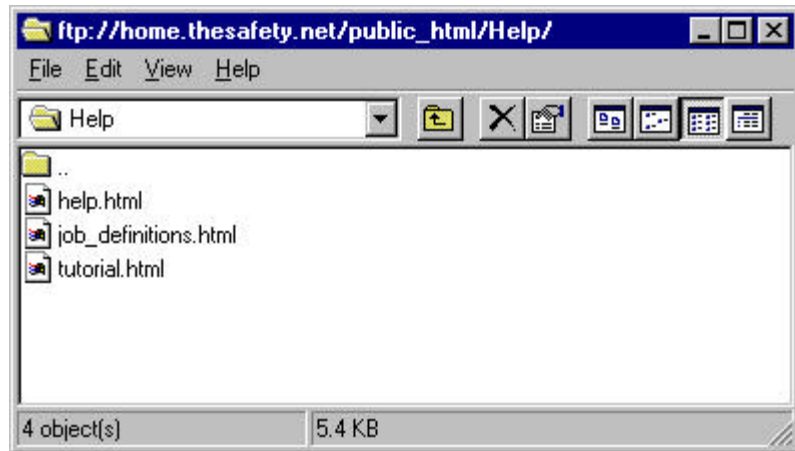 ftp://home.thesafety.net/public_html/Help/
File Edit View Help
Help
..
help.html
job_definitions.html
tutorial.html
4 object(s) 5.4 KB